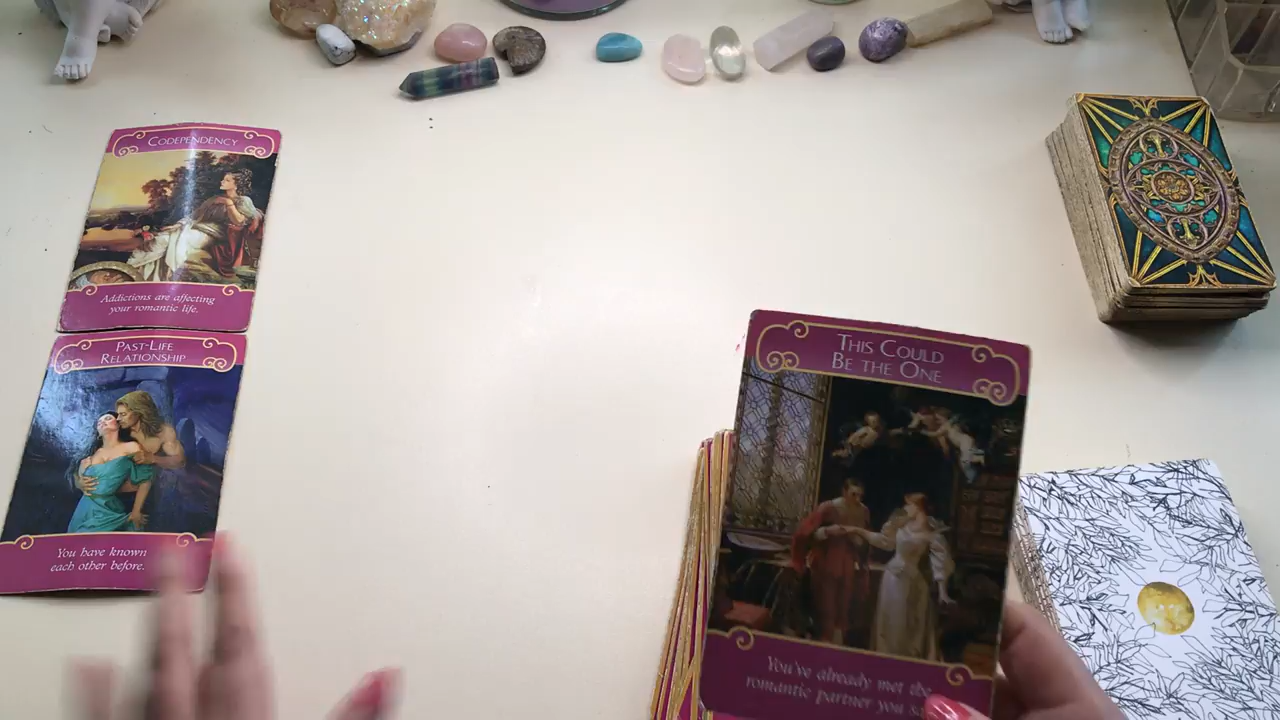 CODEPENDENCY
Addictions are affecting
your romantic life.
PAST-LIFE
RELATIONSHIP
You have known
each other before.
THIS COULD
BE THE ONE
You've already met the
romantic partner you